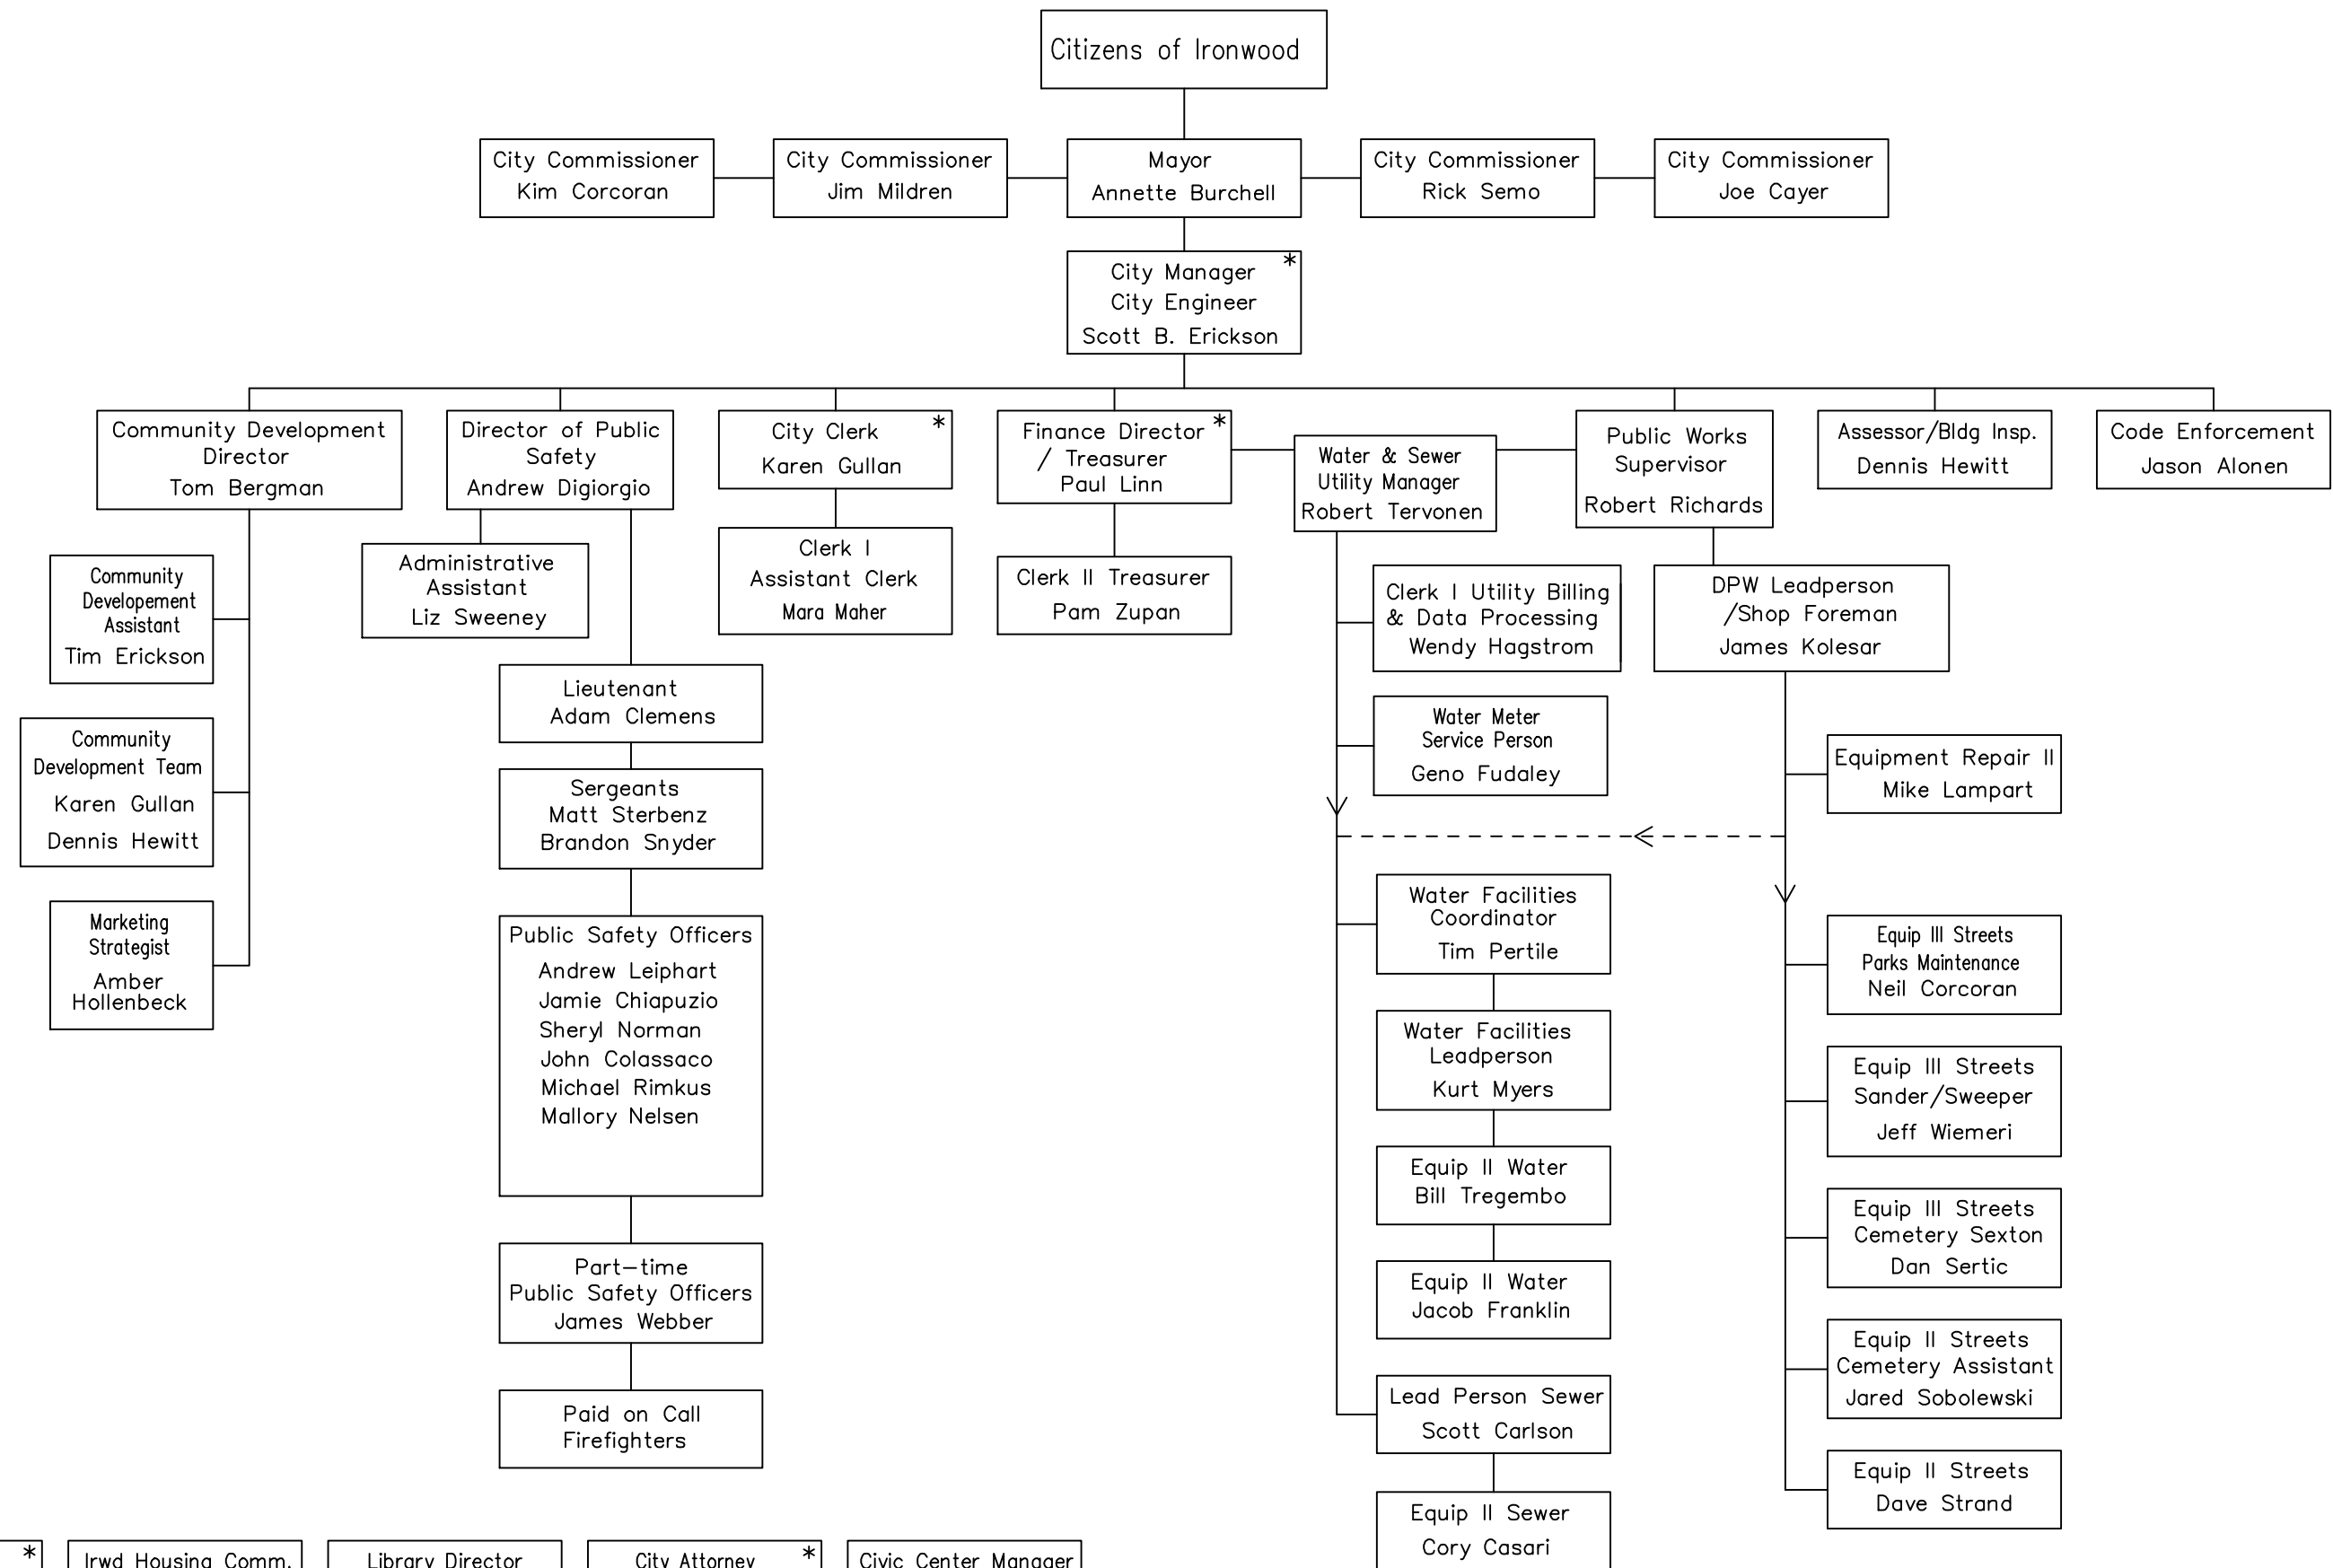 Citizens of Ironwood
City Commissioner
Kim Corcoran
City Commissioner
Jim Mildren
Mayor
Annette Burchell
City Commissioner
Rick Semo
City Commissioner
Joe Cayer
City Manager *
City Engineer
Scott B. Erickson
Community Development
Director
Tom Bergman
Director of Public
Safety
Andrew Digiorgio
City Clerk *
Karen Gullan
Finance Director *
/ Treasurer
Paul Linn
Water & Sewer
Utility Manager
Robert Tervonen
Public Works
Supervisor
Robert Richards
Assessor/Bldg Insp.
Dennis Hewitt
Code Enforcement
Jason Alonen
Community
Developement
Assistant
Tim Erickson
Community
Development Team
Karen Gullan
Dennis Hewitt
Marketing
Strategist
Amber
Hollenbeck
Administrative
Assistant
Liz Sweeney
Lieutenant
Adam Clemens
Sergeants
Matt Sterbenz
Brandon Snyder
Public Safety Officers
Andrew Leiphart
Jamie Chiapuzio
Sheryl Norman
John Colassaco
Michael Rimkus
Mallory Nelsen
Part-time
Public Safety Officers
James Webber
Paid on Call
Firefighters
Clerk I
Assistant Clerk
Mara Maher
Clerk II Treasurer
Pam Zupan
Clerk I Utility Billing
& Data Processing
Wendy Hagstrom
Water Meter
Service Person
Geno Fudaley
Water Facilities
Coordinator
Tim Pertile
Water Facilities
Leadperson
Kurt Myers
Equip II Water
Bill Tregembo
Equip II Water
Jacob Franklin
Lead Person Sewer
Scott Carlson
Equip II Sewer
Cory Casari
DPW Leadperson
/Shop Foreman
James Kolesar
Equipment Repair II
Mike Lampart
Equip III Streets
Parks Maintenance
Neil Corcoran
Equip III Streets
Sander/Sweeper
Jeff Wiemeri
Equip III Streets
Cemetery Sexton
Dan Sertic
Equip II Streets
Cemetery Assistant
Jared Sobolewski
Equip II Streets
Dave Strand
*
Irwd Housing Comm.
Library Director
City Attorney *
Civic Center Manager